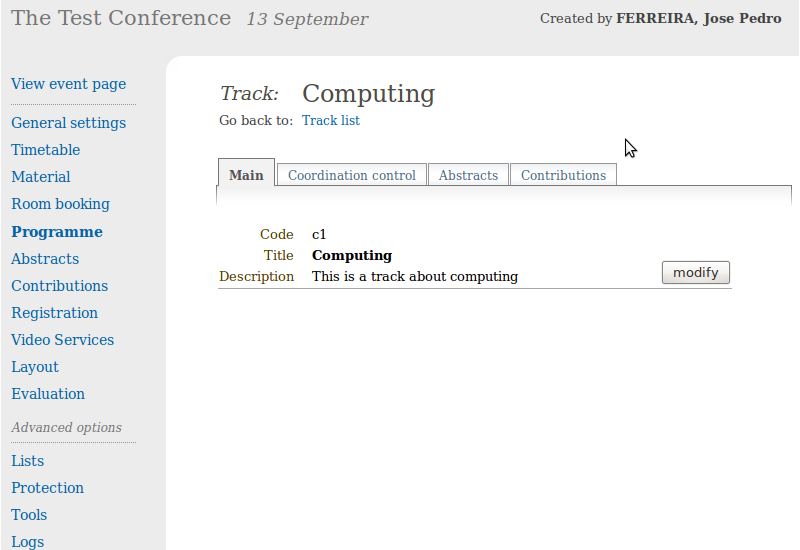 The Test Conference 13 September
Created by FERREIRA, Jose Pedro
View event page
General settings
Timetable
Material
Room booking
Programme
Abstracts
Contributions
Registration
Video Services
Layout
Evaluation
Advanced options
Lists
Protection
Tools
Logs
Track: Computing
Go back to: Track list
Main Coordination control Abstracts Contributions
Code c1
Title Computing
Description This is a track about computing
modify